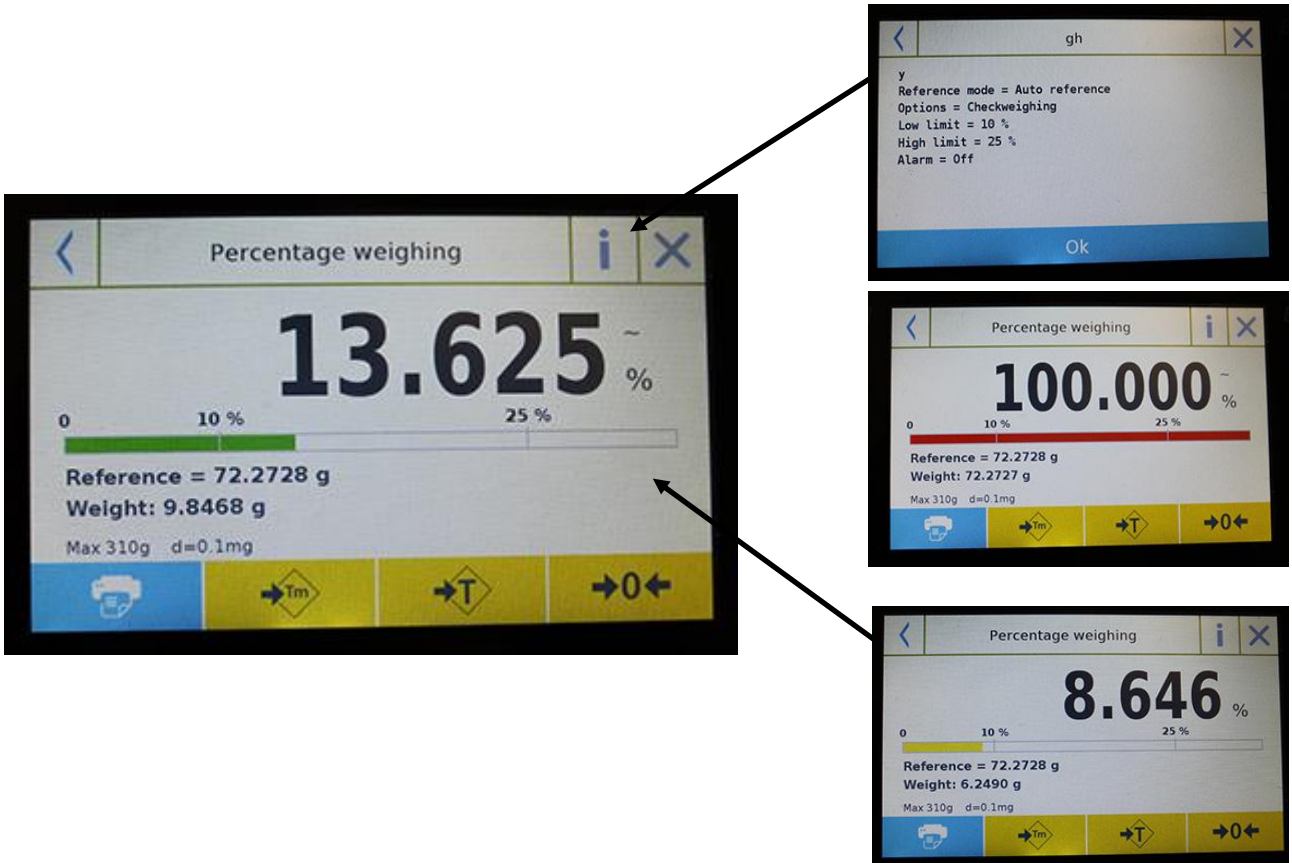 Percentage weighing
i
13.625 ~ %
0 10 % 25 %
Reference = 72.2728 g
Weight: 9.8468 g
Max 310g d=0.1mg
Tm T 0
gh
y
Reference mode = Auto reference
Options = Checkweighing
Low limit = 10 %
High limit = 25 %
Alarm = Off
Ok
Percentage weighing
i
100.000 ~ %
0 10 % 25 %
Reference = 72.2728 g
Weight: 72.2727 g
Max 310g d=0.1mg
Tm T 0
Percentage weighing
i
8.646 %
0 10 % 25 %
Reference = 72.2728 g
Weight: 6.2490 g
Max 310g d=0.1mg
Tm T 0